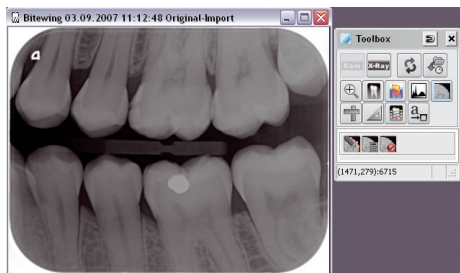 Bitewing 03.09.2007 11:12:48 Original-Import
Toolbox
Cam
X-Ray
a
(1471,279):6715